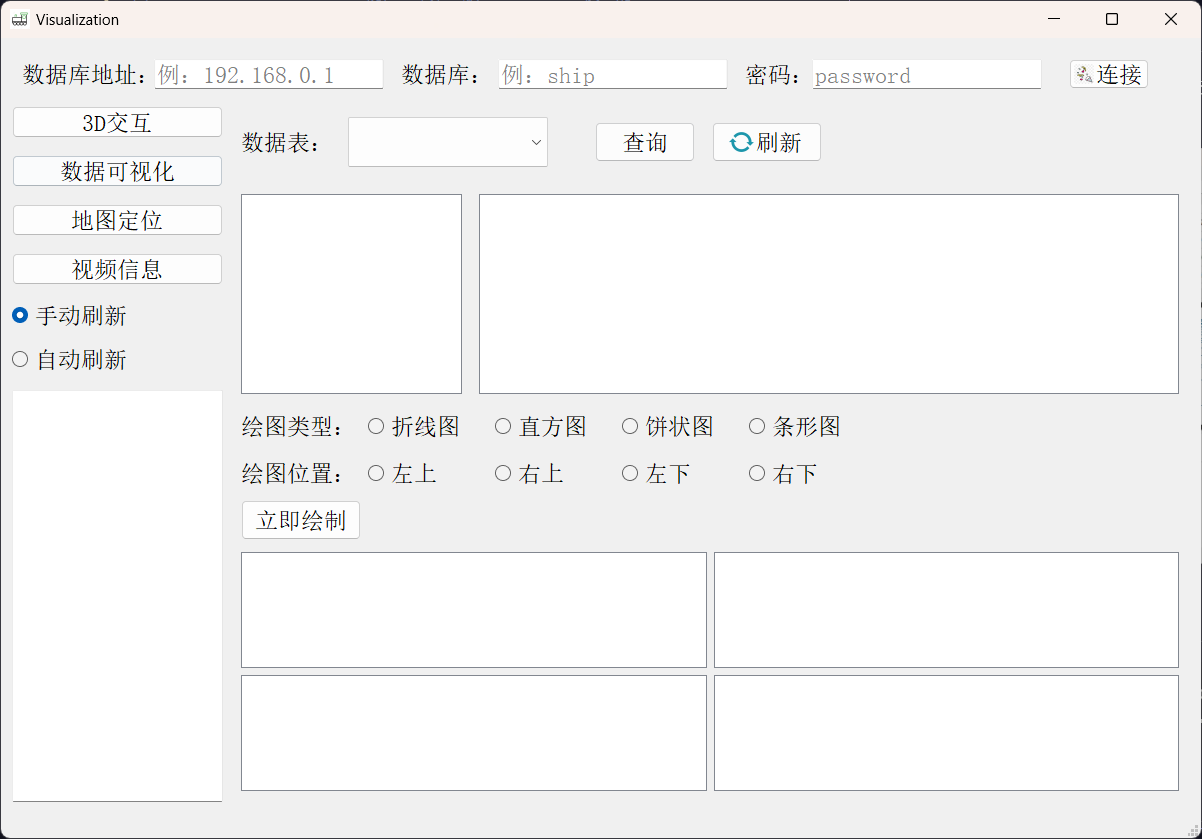 Visualization
数据库地址： 例：192.168.0.1 数据库： 例：ship 密码： password 连接
3D交互
数据可视化
地图定位
视频信息
手动刷新
自动刷新
数据表： 查询 刷新
绘图类型： 折线图 直方图 饼状图 条形图
绘图位置： 左上 右上 左下 右下
立即绘制